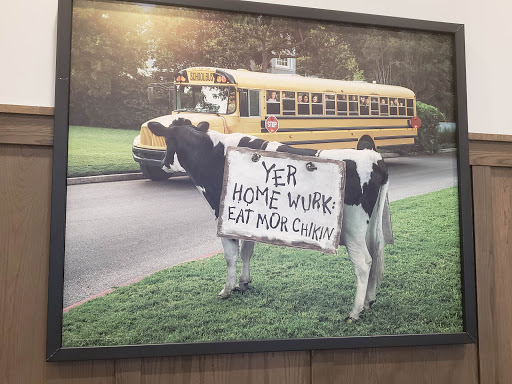 SCHOOL BUS
STOP
YER
HOME WURK:
EAT MOR CHIKIN